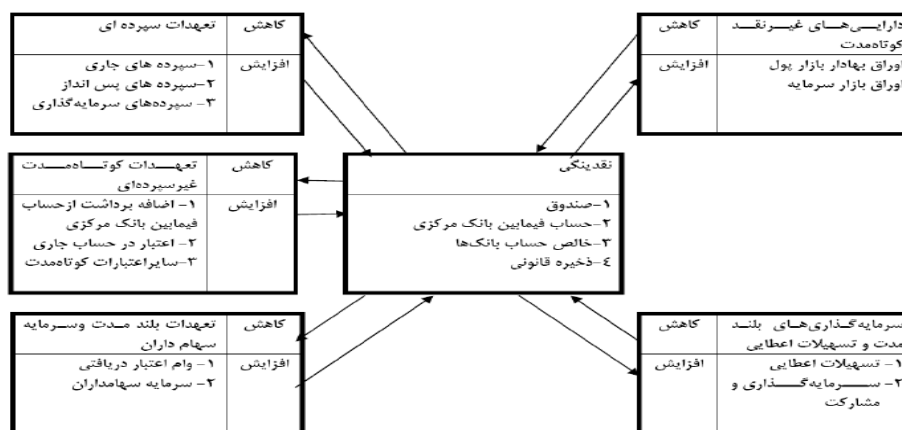 دارایی‌های غیرنقد کاهش
کوتاه‌مدت
اوراق بهادار بازار پول افزایش
اوراق بازار سرمایه
تعهدات سپرده ای کاهش
۱-سپرده های جاری افزایش
۲-سپرده های پس انداز
۳- سپرده‌های سرمایه‌گذاری
نقدینگی
۱-صندوق
۲-حساب فیمابین بانک مرکزی
۳-خالص حساب بانک‌ها
٤-ذخیره قانونی
تعهدات کوتاه‌مدت کاهش
غیرسپرده‌ای
۱- اضافه برداشت ازحساب افزایش
فیمابین بانک مرکزی
۲- اعتبار در حساب جاری
۳-سایراعتبارات کوتاه‌مدت
سرمایه‌گذاری‌های بلند کاهش
مدت و تسهیلات اعطایی
۱- تسهیلات اعطایی افزایش
۲- سرمایه‌گذاری و
مشارکت
تعهدات بلند مدت وسرمایه کاهش
سهام داران
۱- وام اعتبار دریافتی افزایش
۲- سرمایه سهامداران